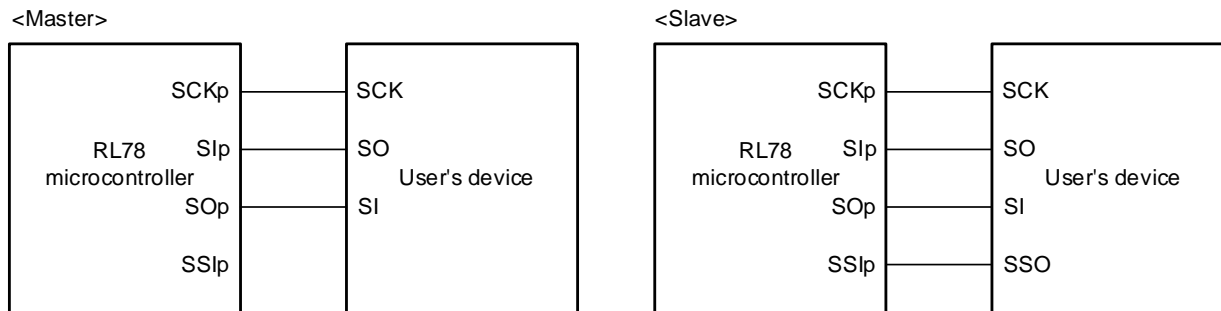 <Master>
SCKp
SCK
SIp
SO
RL78
microcontroller
User's device
SOp
SI
SSIp
<Slave>
SCKp
SCK
SIp
SO
RL78
microcontroller
User's device
SOp
SI
SSIp
SSO